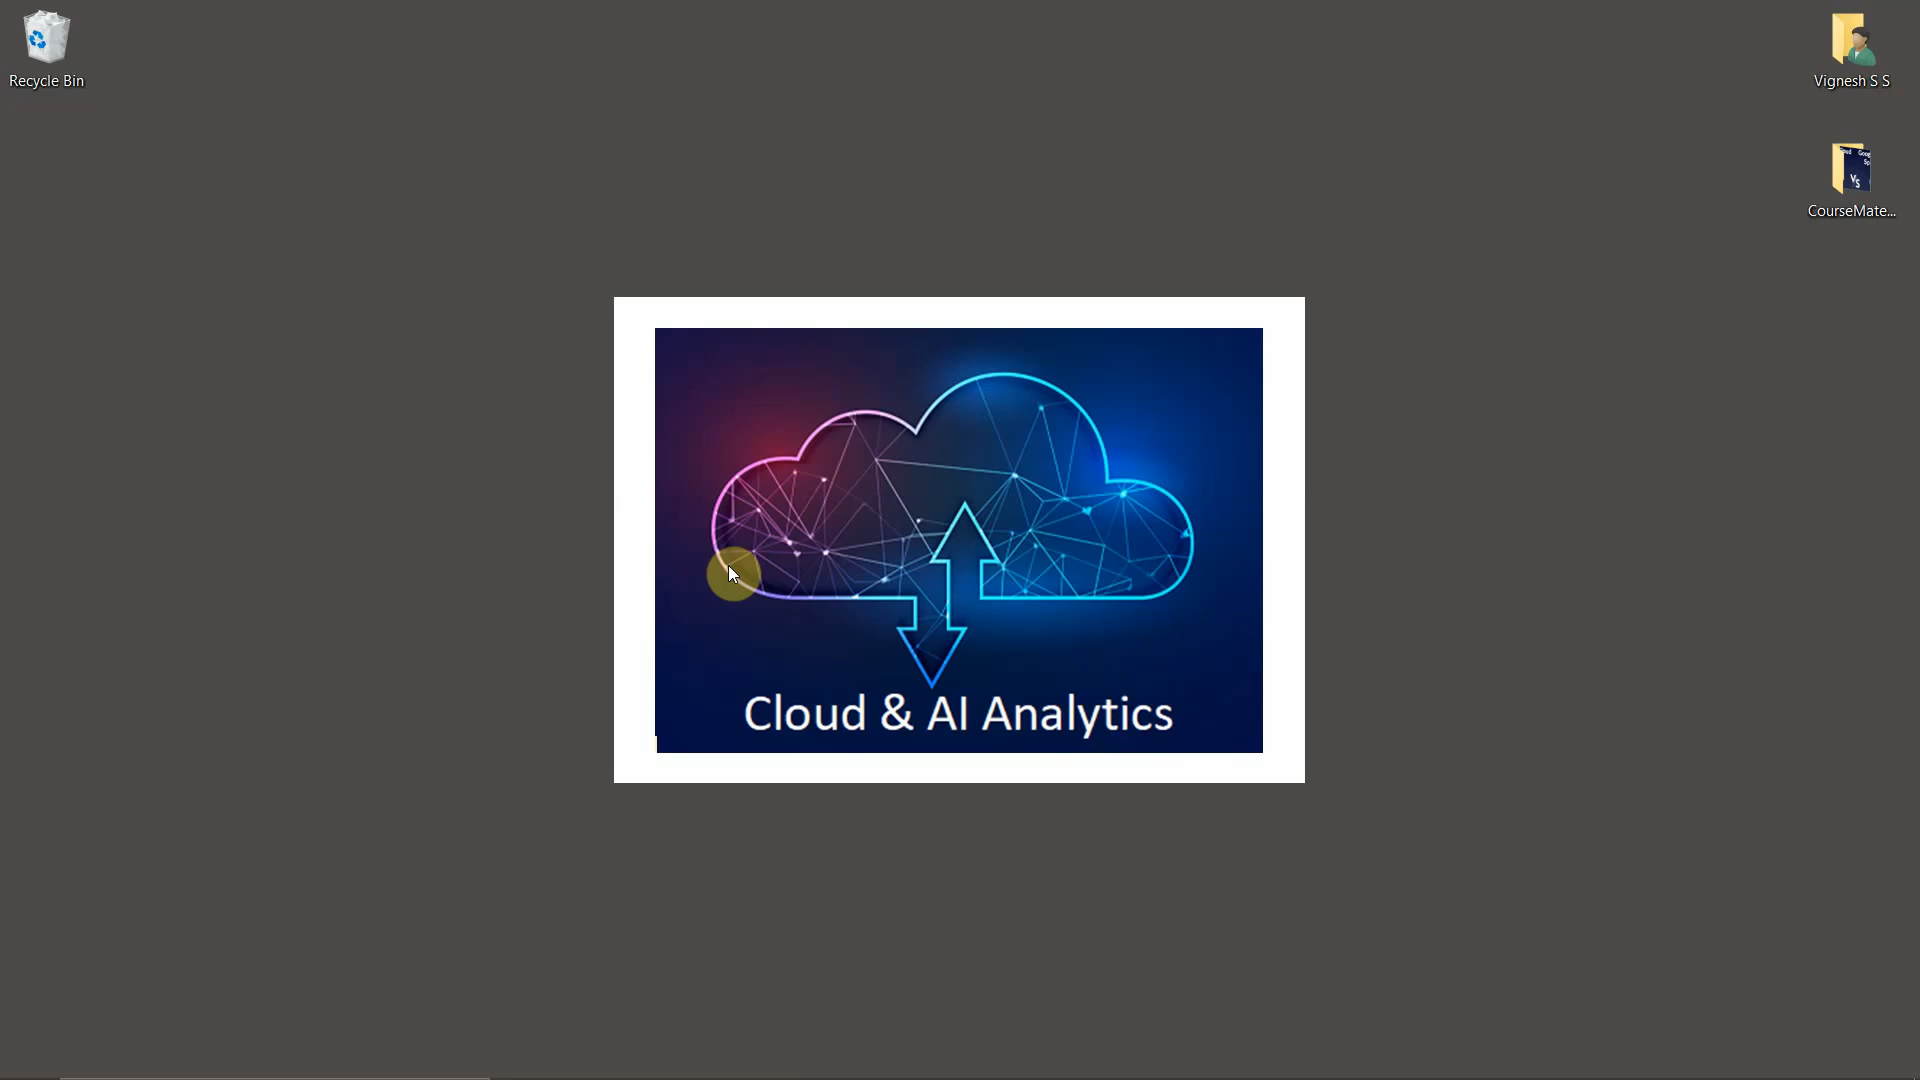 Recycle Bin
Vignesh S S
CourseMate...
Cloud & AI Analytics